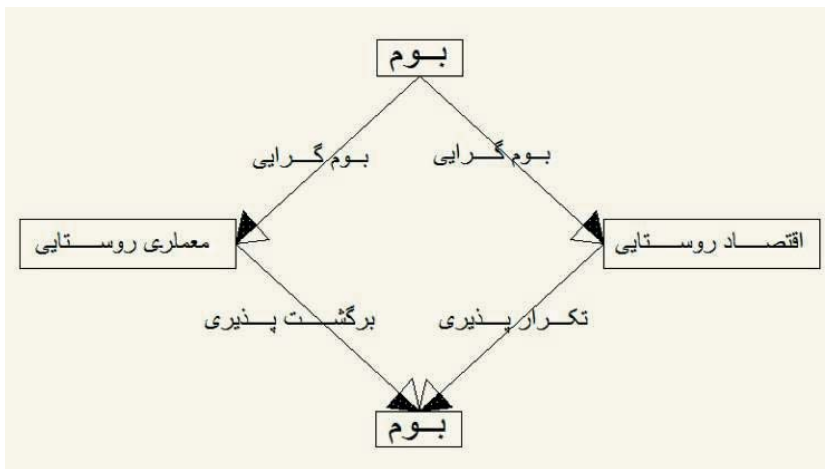 بوم
بوم گرایی
بوم گرایی
اقتصاد روستایی
معماری روستایی
تکرار پذیری
برگشت پذیری
بوم